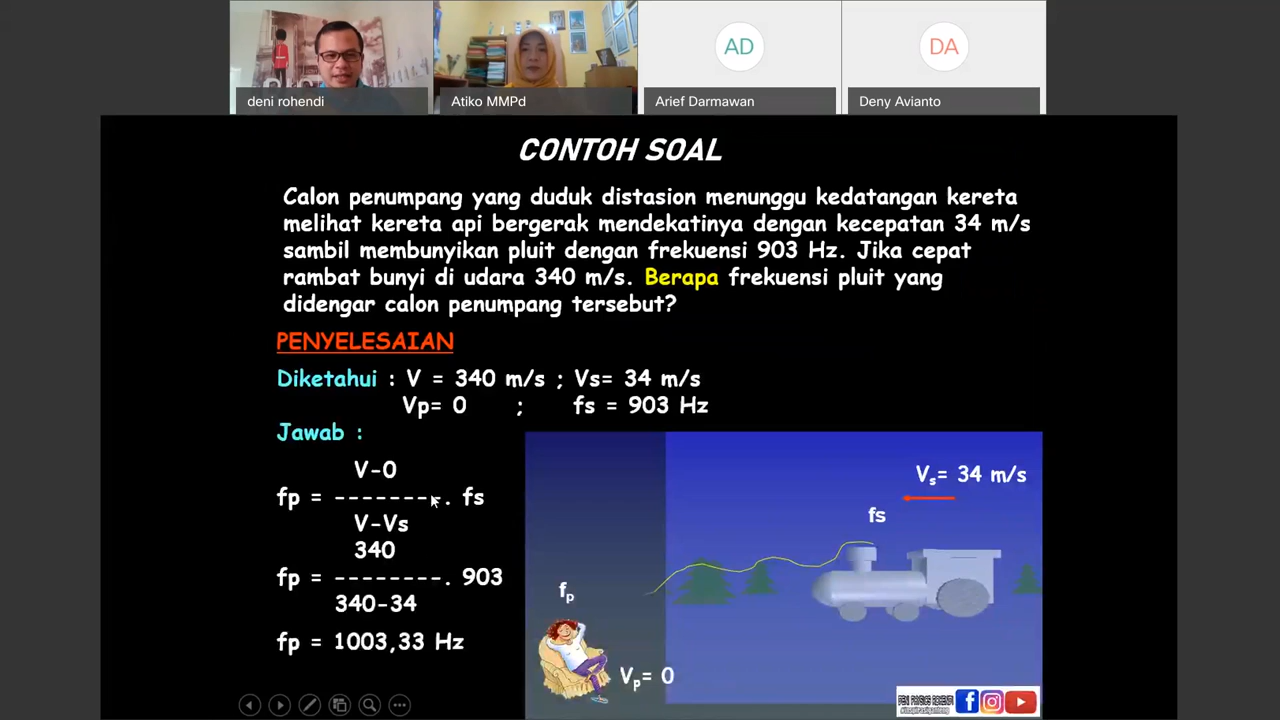 AD
DA
deni rohendi
Atiko MMPd
Arief Darmawan
Deny Avianto
CONTOH SOAL
Calon penumpang yang duduk distasion menunggu kedatangan kereta
melihat kereta api bergerak mendekatinya dengan kecepatan 34 m/s
sambil membunyikan pluit dengan frekuensi 903 Hz. Jika cepat
rambat bunyi di udara 340 m/s. Berapa frekuensi pluit yang
didengar calon penumpang tersebut?
PENYELESAIAN
Diketahui : V = 340 m/s ; Vs= 34 m/s
Vp= 0 ; fs = 903 Hz
Jawab :
V-0
fp = --------. fs
V-Vs
340
fp = --------. 903
340-34
fp = 1003,33 Hz
Vs= 34 m/s
fs
fp
Vp= 0